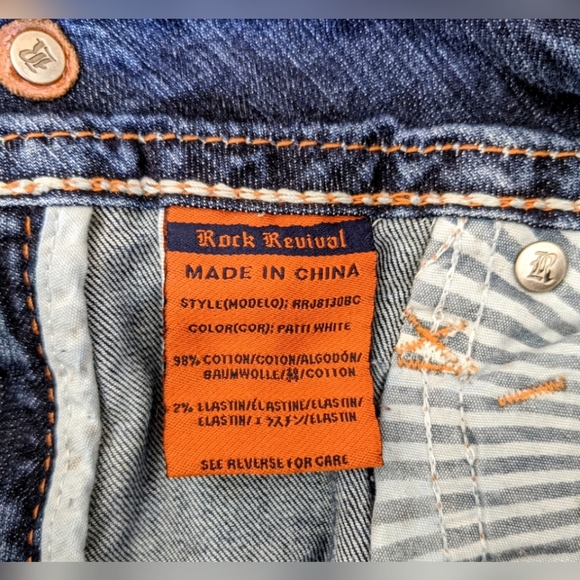 R
Rock Revival
MADE IN CHINA
R
STYLE(MODELO); RRJ8130BC
COLOR(COR); PATTI WHITE
98% COTTON/COTON/ALGODÓN/
BAUMWOLLE/綿/COTTON
2% ELASTIN/ÉLASTINE/ELASTIN/
ELASTIN/エラスチン/ELASTIN
SEE REVERSE FOR CARE